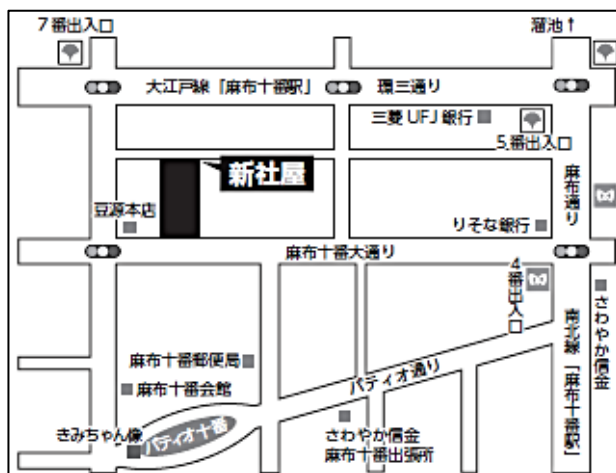 7番出入口
溜池↑
大江戸線「麻布十番駅」
環三通り
三菱UFJ銀行
5番出入口
新社屋
麻布通り
豆源本店
りそな銀行
麻布十番大通り
4番出入口
さわやか信金
南北線「麻布十番駅」
麻布十番郵便局
パティオ通り
麻布十番会館
きみちゃん像
パティオ十番
さわやか信金
麻布十番出張所